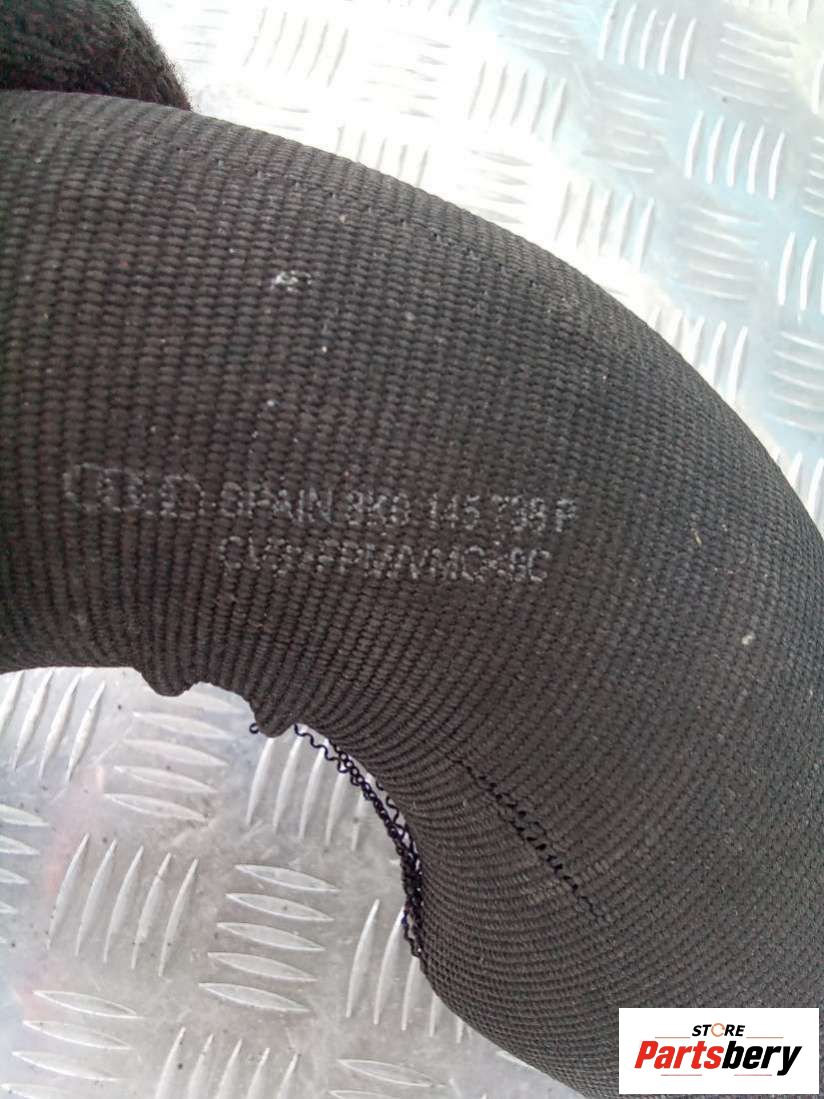 SPAIN 8K0 145 738 P
STORE
Partsbery